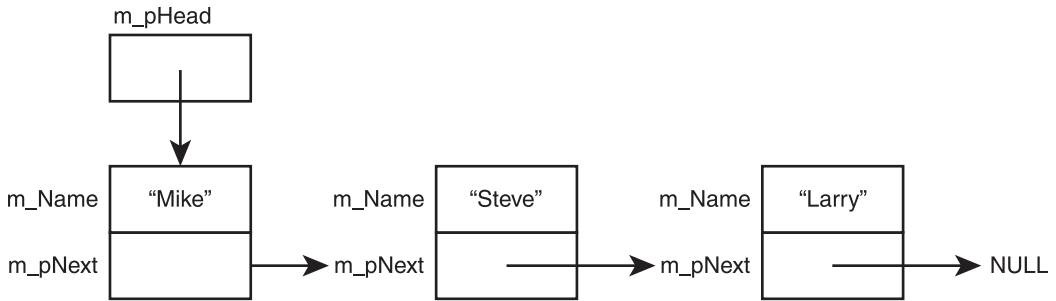 m_pHead
m_Name “Mike” m_Name “Steve” m_Name “Larry”
m_pNext m_pNext m_pNext NULL